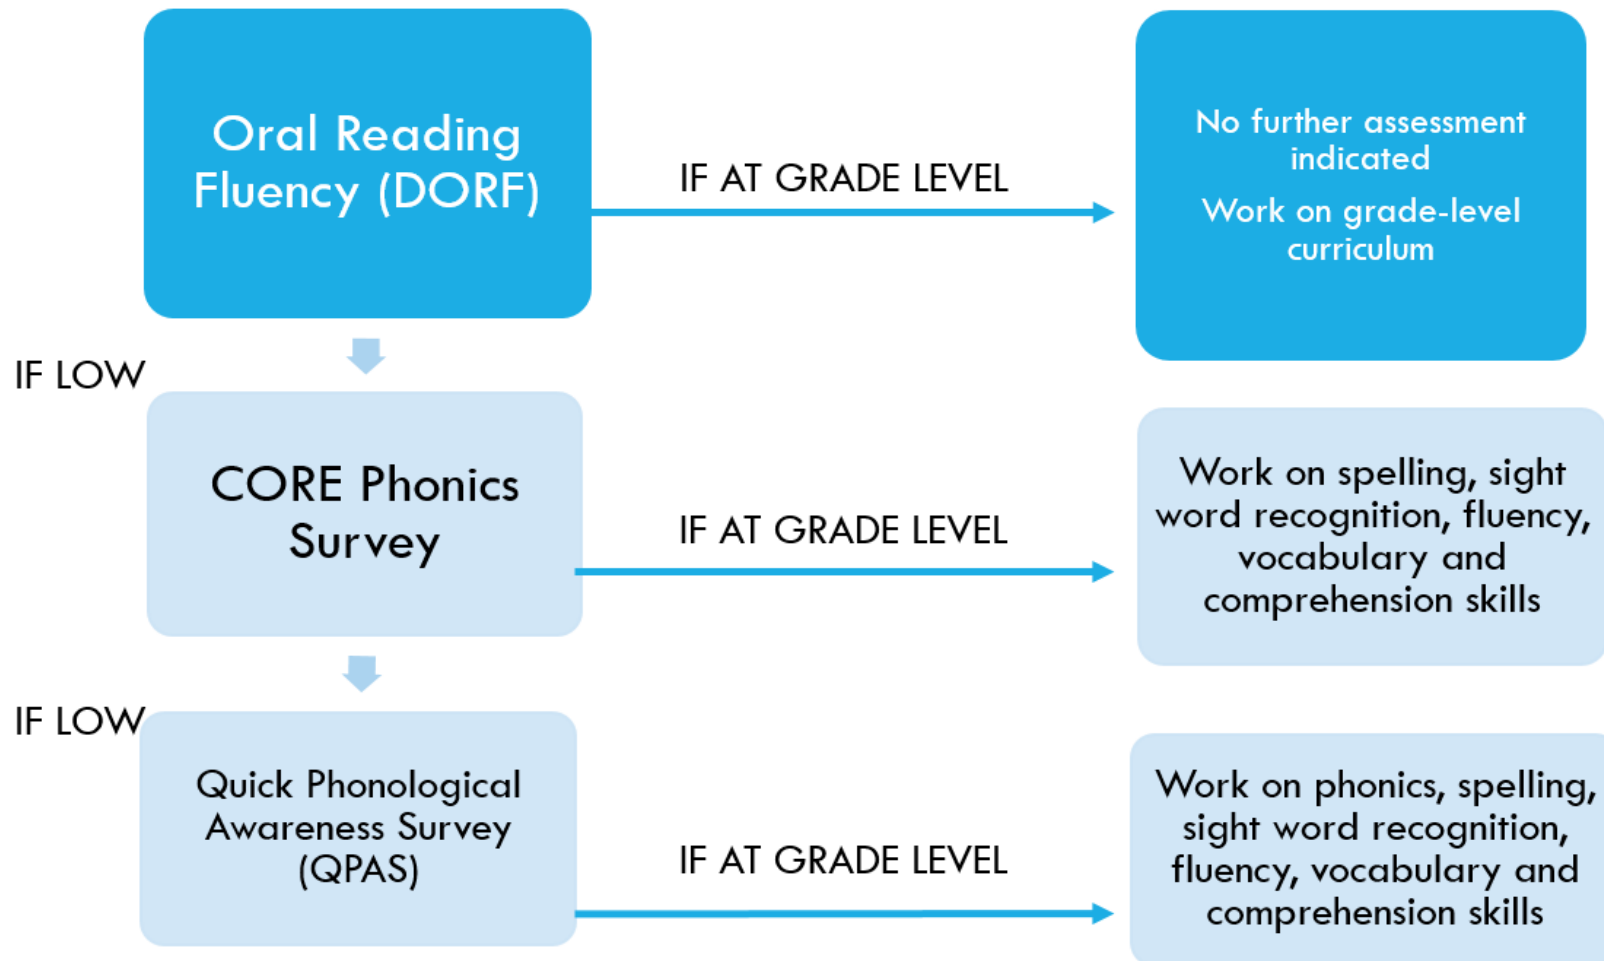 Oral Reading
Fluency (DORF)
IF AT GRADE LEVEL
No further assessment
indicated
Work on grade-level
curriculum
IF LOW
CORE Phonics
Survey
IF AT GRADE LEVEL
Work on spelling, sight
word recognition, fluency,
vocabulary and
comprehension skills
IF LOW
Quick Phonological
Awareness Survey
(QPAS)
IF AT GRADE LEVEL
Work on phonics, spelling,
sight word recognition,
fluency, vocabulary and
comprehension skills